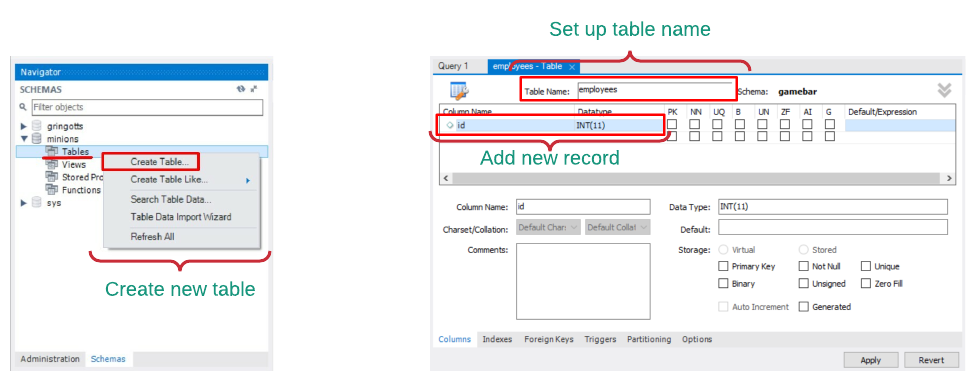 Set up table name
Navigator
SCHEMAS
Filter objects
gringotts
minions
Tables
Views
Stored Pro
Functions
sys
Create Table...
Create Table Like...
Search Table Data...
Table Data Import Wizard
Refresh All
Create new table
Administration Schemas
Query 1 employees - Table
Table Name: employees Schema: gamebar
Column Name Datatype PK NN UQ B UN ZF AI G Default/Expression
id INT(11)
Add new record
Column Name: id Data Type: INT(11)
Charset/Collation: Default Char Default Collat Default:
Comments: Storage: Virtual Stored
Primary Key Not Null Unique
Binary Unsigned Zero Fill
Auto Increment Generated
Columns Indexes Foreign Keys Triggers Partitioning Options
Apply Revert